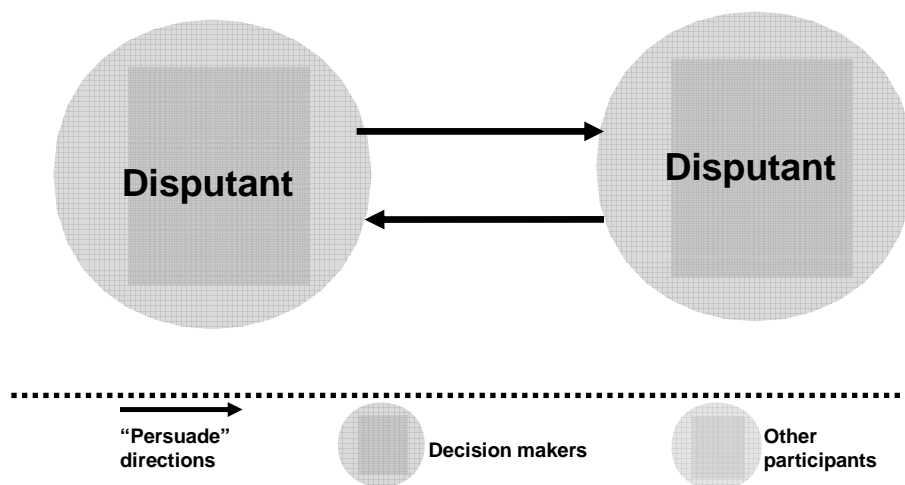 Disputant
Disputant
“Persuade”
directions
Decision makers
Other
participants